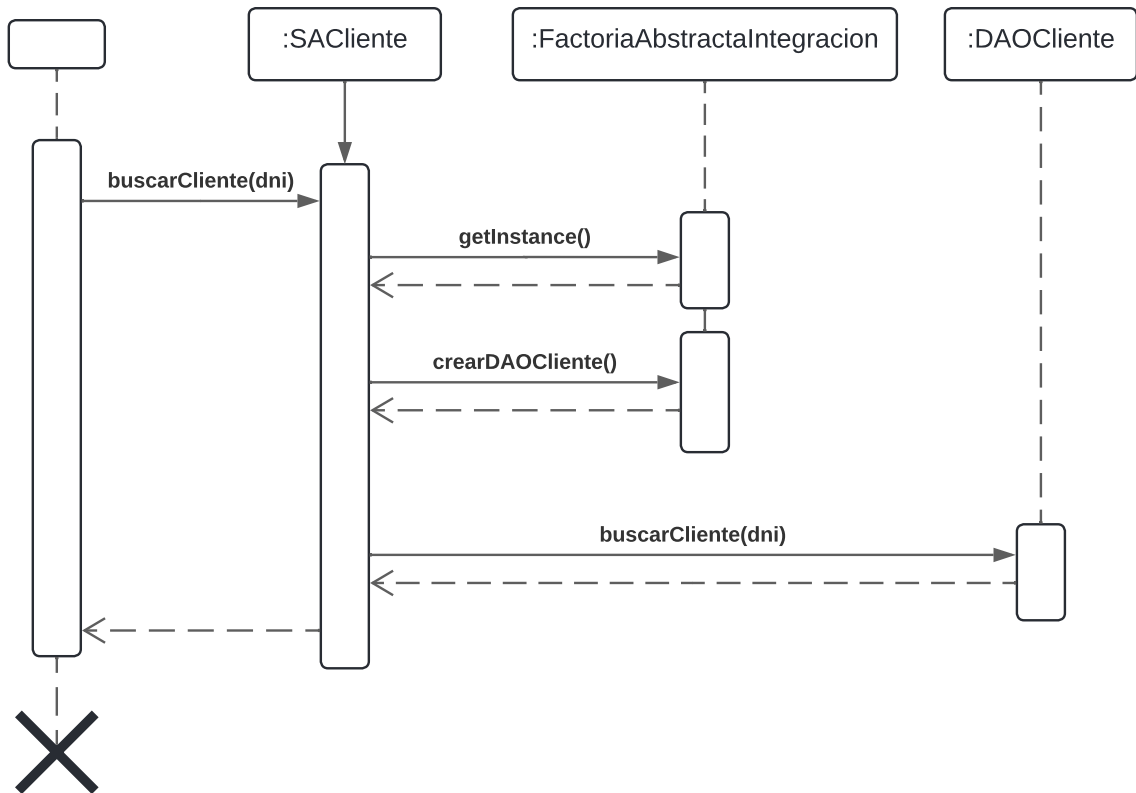 :SACliente
:FactoriaAbstractaIntegracion
:DAOCliente
buscarCliente(dni)
getInstance()
crearDAOCliente()
buscarCliente(dni)